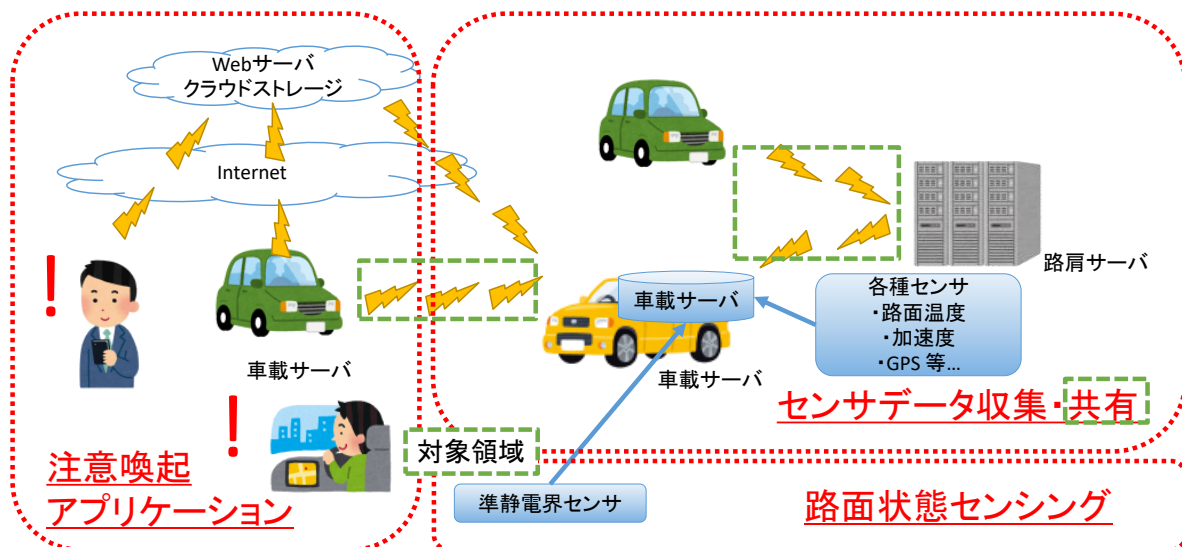 Webサーバ
クラウドストレージ
Internet
!
車載サーバ
!
注意喚起
アプリケーション
路肩サーバ
車載サーバ
車載サーバ
各種センサ
・路面温度
・加速度
・GPS 等…
センサデータ収集・共有
対象領域
準静電界センサ
路面状態センシング